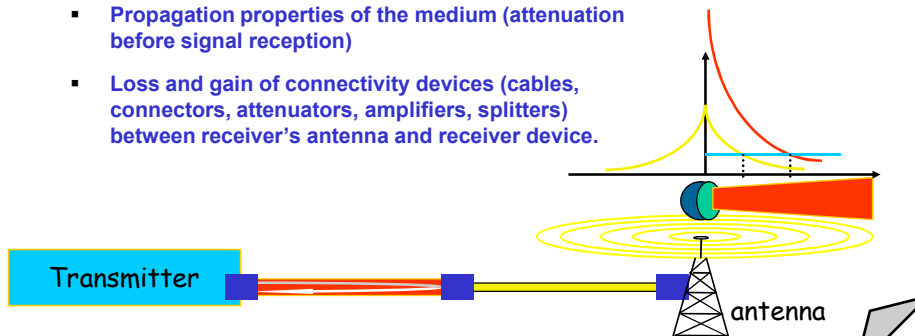 ▪ Propagation properties of the medium (attenuation
before signal reception)
▪ Loss and gain of connectivity devices (cables,
connectors, attenuators, amplifiers, splitters)
between receiver’s antenna and receiver device.
Transmitter
antenna